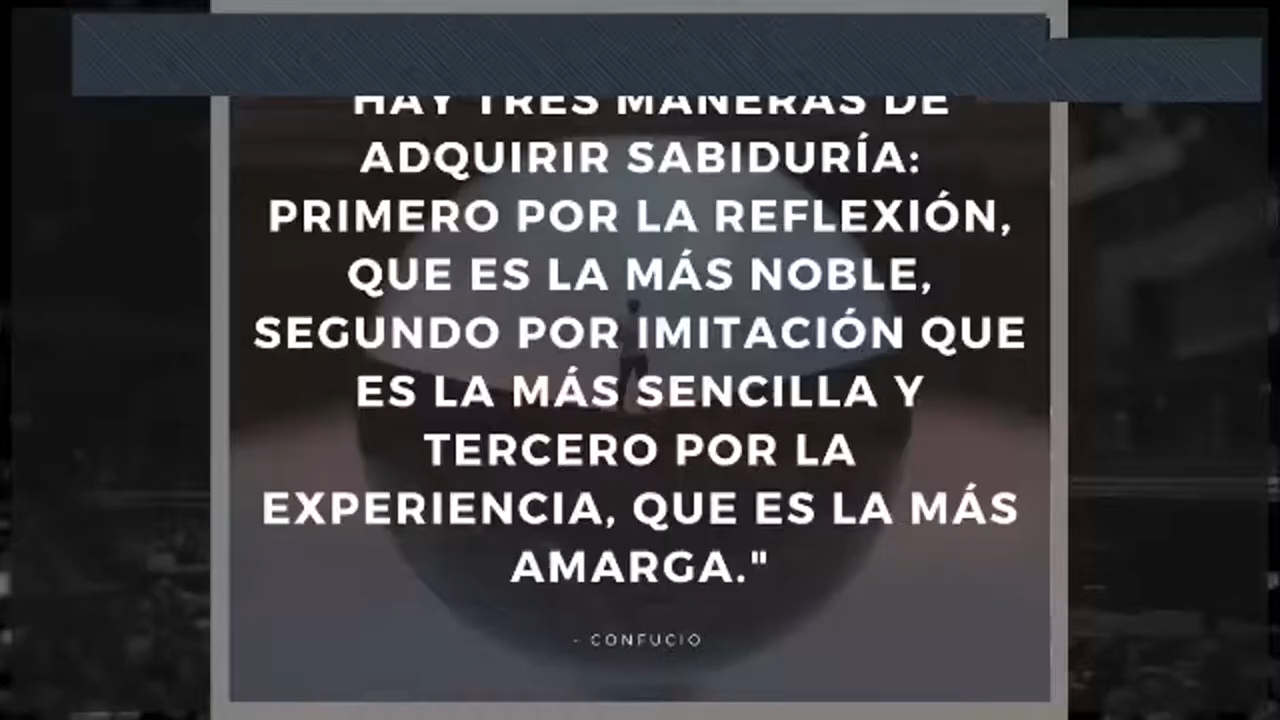 HAY TRES MANERAS DE
ADQUIRIR SABIDURÍA:
PRIMERO POR LA REFLEXIÓN,
QUE ES LA MÁS NOBLE,
SEGUNDO POR IMITACIÓN QUE
ES LA MÁS SENCILLA Y
TERCERO POR LA
EXPERIENCIA, QUE ES LA MÁS
AMARGA."
- CONFUCIO